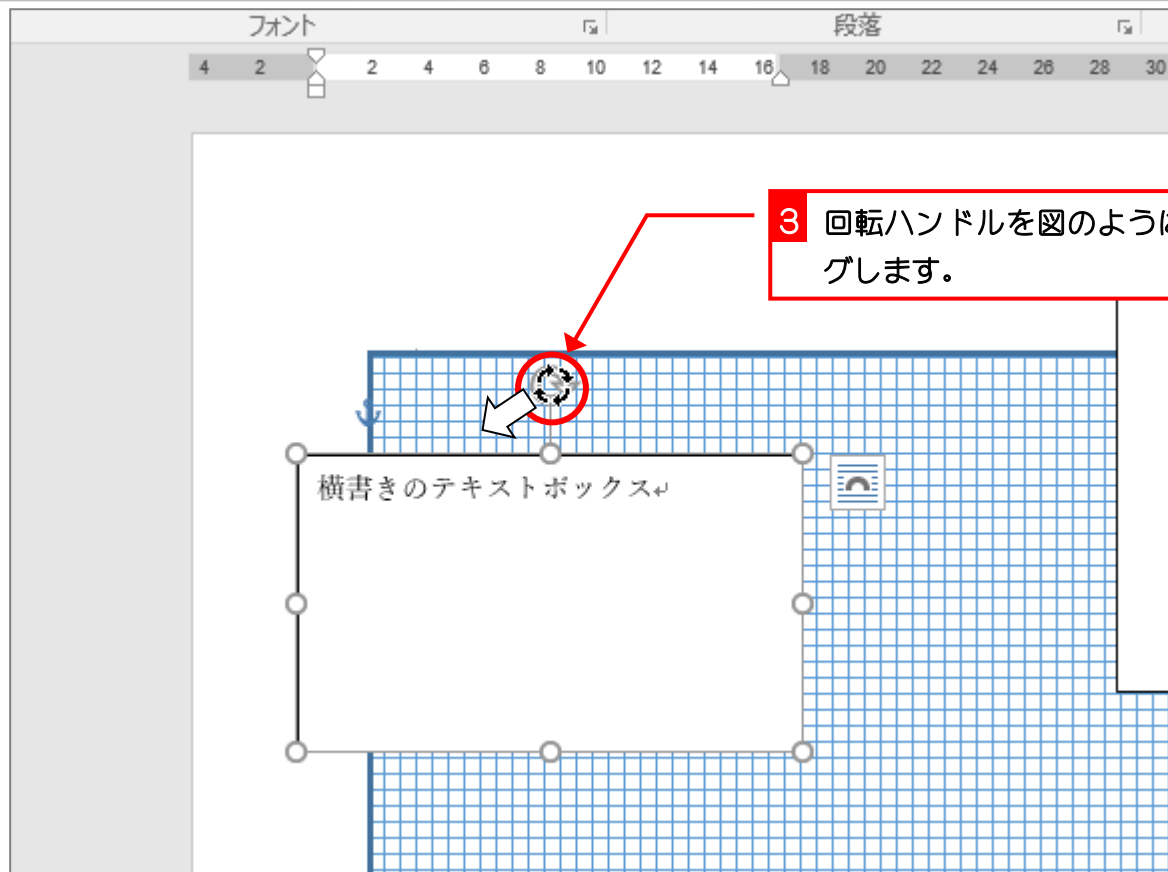 フォント 段落
4 2 2 4 6 8 10 12 14 16 18 20 22 24 26 28 30
3 回転ハンドルを図のように
グします。
横書きのテキストボックス↵